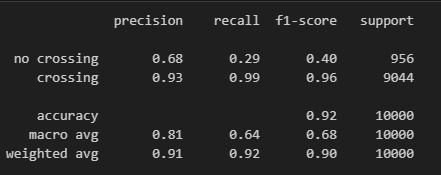 precision recall f1-score support
no crossing 0.68 0.29 0.40 956
crossing 0.93 0.99 0.96 9044
accuracy 0.92 10000
macro avg 0.81 0.64 0.68 10000
weighted avg 0.91 0.92 0.90 10000